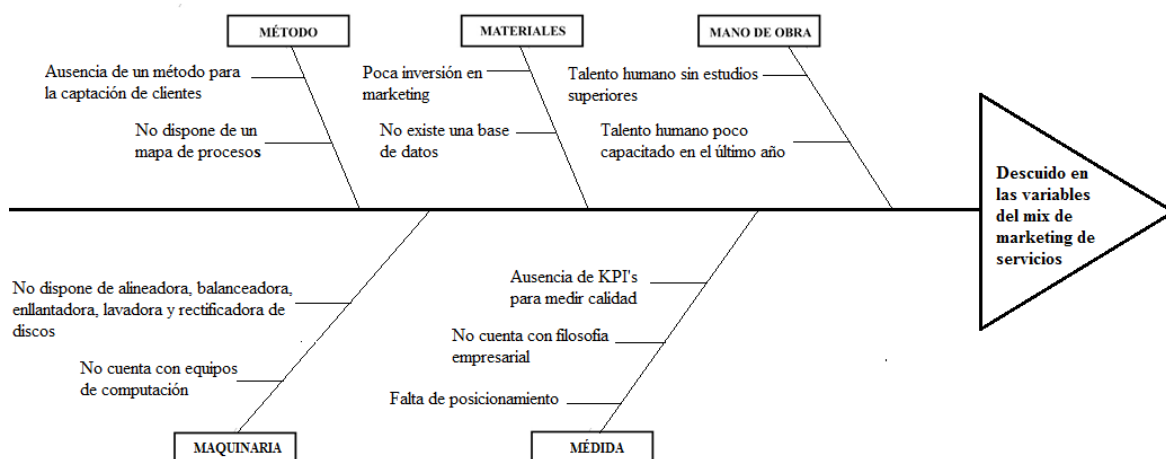 MÉTODO
Ausencia de un método para
la captación de clientes
No dispone de un
mapa de procesos
MATERIALES
Poca inversión en
marketing
No existe una base
de datos
MANO DE OBRA
Talento humano sin estudios
superiores
Talento humano poco
capacitado en el último año
Descuido en
las variables
del mix de
marketing de
servicios
No dispone de alineadora, balanceadora,
enllantadora, lavadora y rectificadora de
discos
No cuenta con equipos
de computación
MAQUINARIA
Ausencia de KPI's
para medir calidad
No cuenta con filosofía
empresarial
Falta de posicionamiento
MÉDIDA